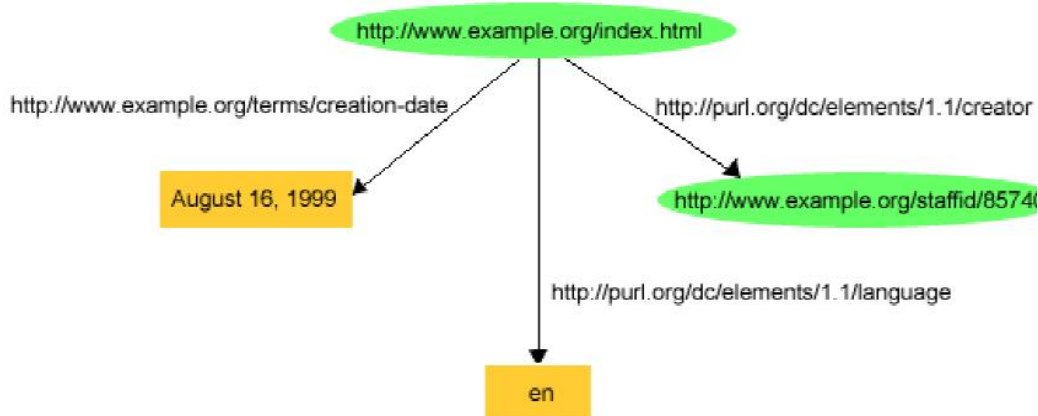 http://www.example.org/index.html
http://www.example.org/terms/creation-date
http://purl.org/dc/elements/1.1/creator
August 16, 1999
http://www.example.org/staffid/85740
http://purl.org/dc/elements/1.1/language
en